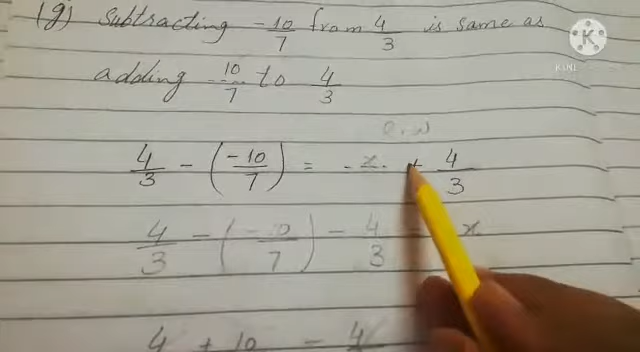 (g) Subtracting -10/7 from 4/3 is same as
adding 10/7 to 4/3
4/3 - (-10/7) = x + 4/3
4/3 - (-10/7) - 4/3 = x
4 + 10 - 4
KINE